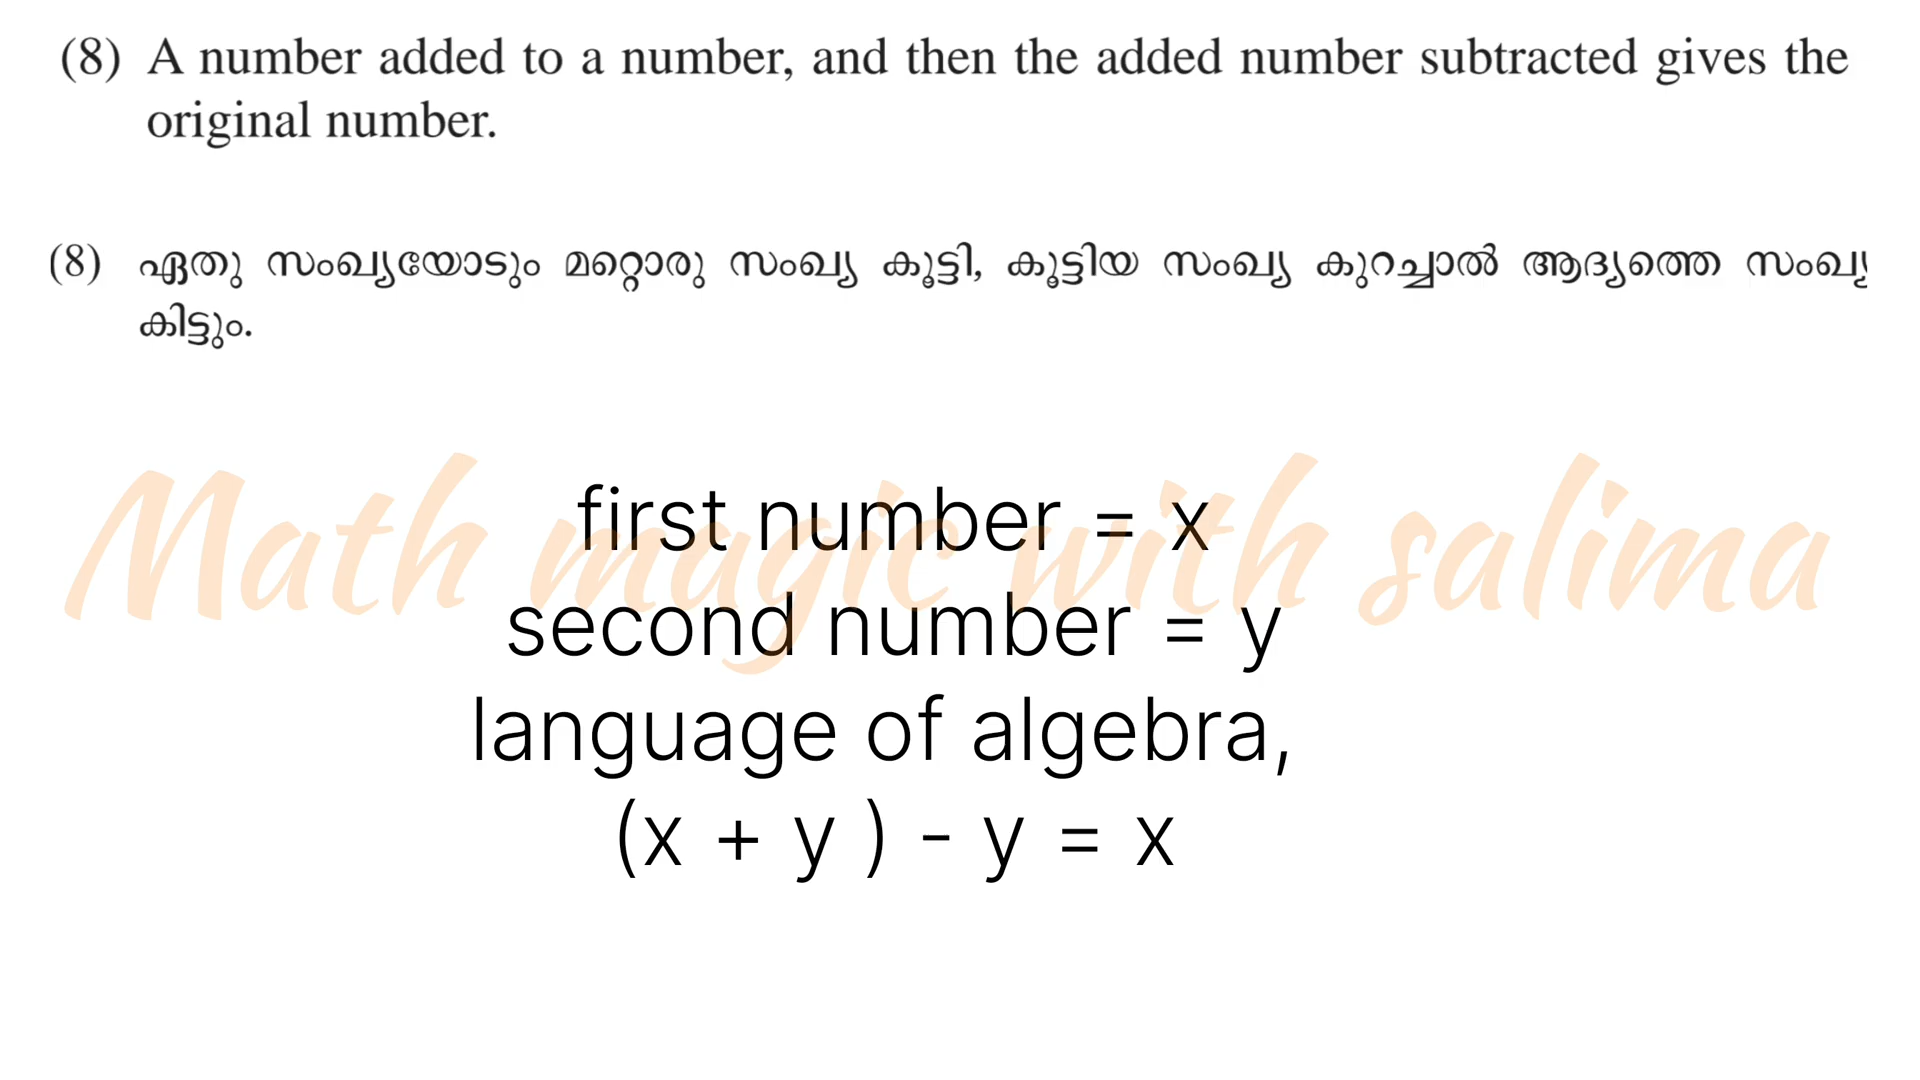 (8) A number added to a number, and then the added number subtracted gives the
original number.
(8) ഏതു സംഖ്യയോടും മറ്റൊരു സംഖ്യ കൂട്ടി, കൂട്ടിയ സംഖ്യ കുറച്ചാൽ ആദ്യത്തെ സംഖ്യ
കിട്ടും.
Math magic with salima
first number = x
second number = y
language of algebra,
(x + y ) - y = x